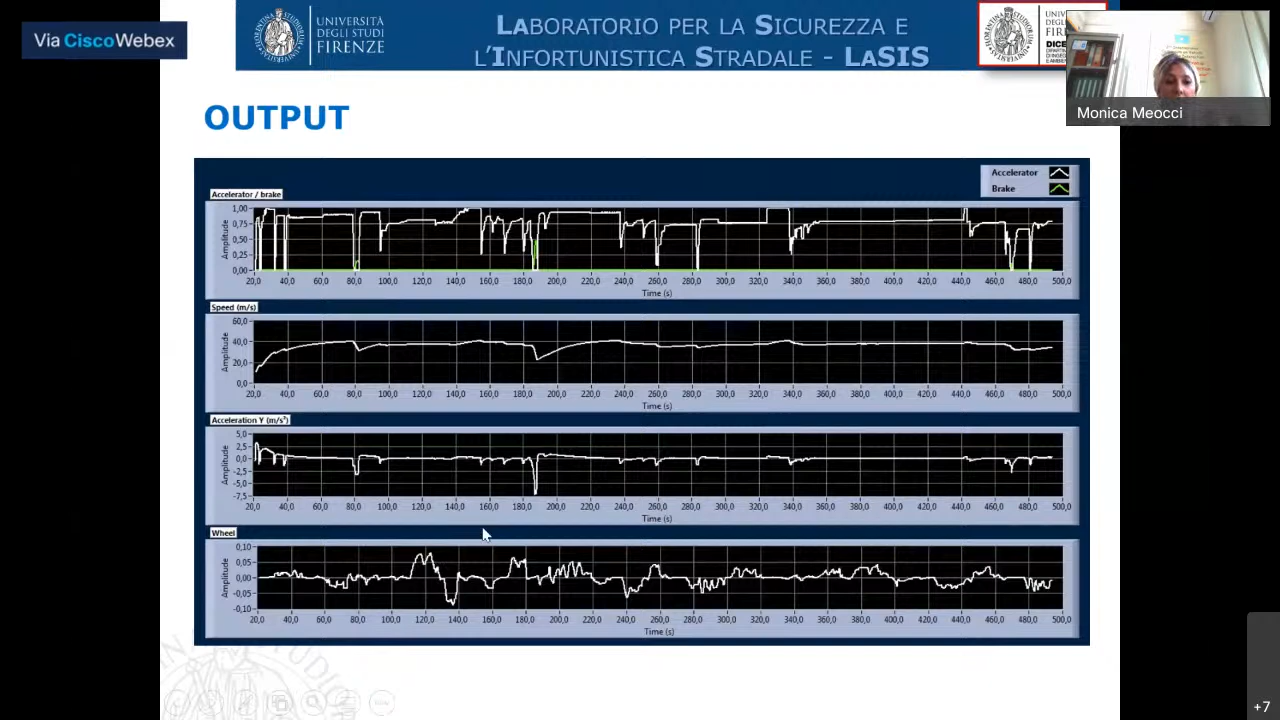 Via Cisco Webex
UNIVERSITÀ
DEGLI STUDI
FIRENZE
LABORATORIO PER LA SICUREZZA E
L'INFORTUNISTICA STRADALE - LASIS
DICE
Monica Meocci
OUTPUT
Accelerator
Brake
Accelerator / brake
1,00
0,75
0,50
0,25
0,00
Amplitude
20,0 40,0 60,0 80,0 100,0 120,0 140,0 160,0 180,0 200,0 220,0 240,0 260,0 280,0 300,0 320,0 340,0 360,0 380,0 400,0 420,0 440,0 460,0 480,0 500,0
Time (s)
Speed (m/s)
60,0
40,0
20,0
0,0
Amplitude
20,0 40,0 60,0 80,0 100,0 120,0 140,0 160,0 180,0 200,0 220,0 240,0 260,0 280,0 300,0 320,0 340,0 360,0 380,0 400,0 420,0 440,0 460,0 480,0 500,0
Time (s)
Acceleration Y (m/s²)
5,0
2,5
0,0
-2,5
-5,0
-7,5
Amplitude
20,0 40,0 60,0 80,0 100,0 120,0 140,0 160,0 180,0 200,0 220,0 240,0 260,0 280,0 300,0 320,0 340,0 360,0 380,0 400,0 420,0 440,0 460,0 480,0 500,0
Time (s)
Wheel
0,10
0,05
0,00
-0,05
-0,10
Amplitude
20,0 40,0 60,0 80,0 100,0 120,0 140,0 160,0 180,0 200,0 220,0 240,0 260,0 280,0 300,0 320,0 340,0 360,0 380,0 400,0 420,0 440,0 460,0 480,0 500,0
Time (s)
+7